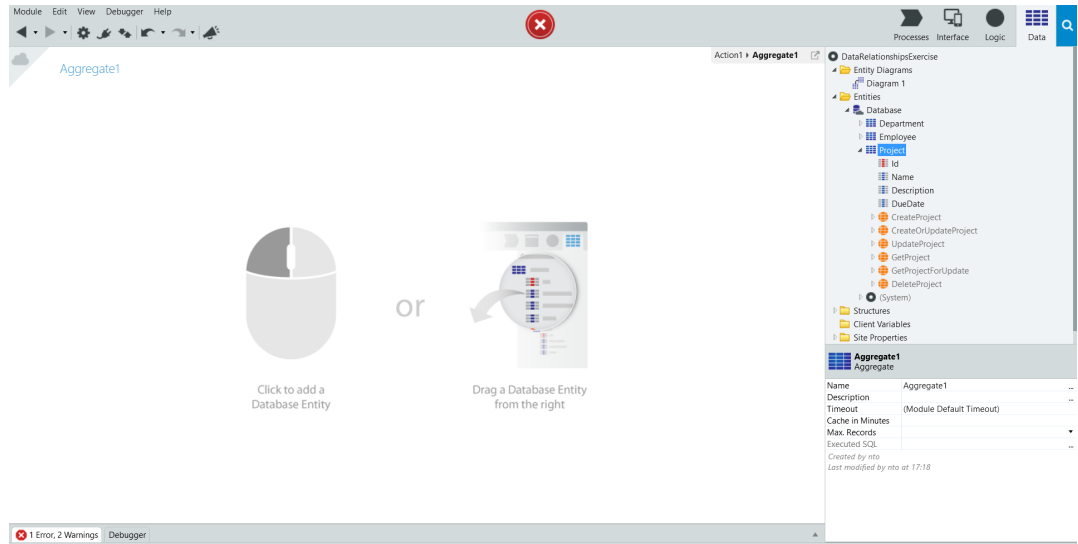 Module Edit View Debugger Help
Processes Interface Logic Data
Aggregate1
Action1 Aggregate1
DataRelationshipsExercise
Entity Diagrams
Diagram 1
Entities
Database
Department
Employee
Project
Id
Name
Description
DueDate
CreateProject
CreateOrUpdateProject
UpdateProject
GetProject
GetProjectForUpdate
DeleteProject
(System)
Structures
Client Variables
Site Properties
or
Click to add a
Database Entity
Drag a Database Entity
from the right
Aggregate1
Aggregate
Name Aggregate1 ...
Description ...
Timeout (Module Default Timeout)
Cache in Minutes
Max. Records
Executed SQL ...
Created by nto
Last modified by nto at 17:18
1 Error, 2 Warnings Debugger